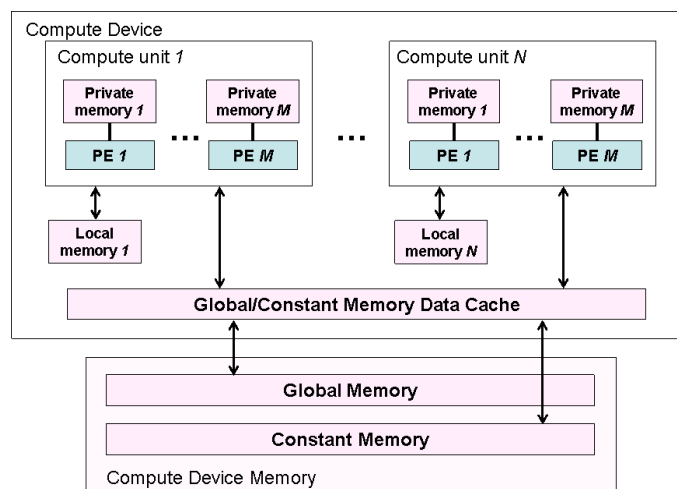 Compute Device
Compute unit 1
Compute unit N
Private
memory 1
Private
memory M
Private
memory 1
Private
memory M
...
...
...
PE 1
PE M
PE 1
PE M
Local
memory 1
Local
memory N
Global/Constant Memory Data Cache
Global Memory
Constant Memory
Compute Device Memory